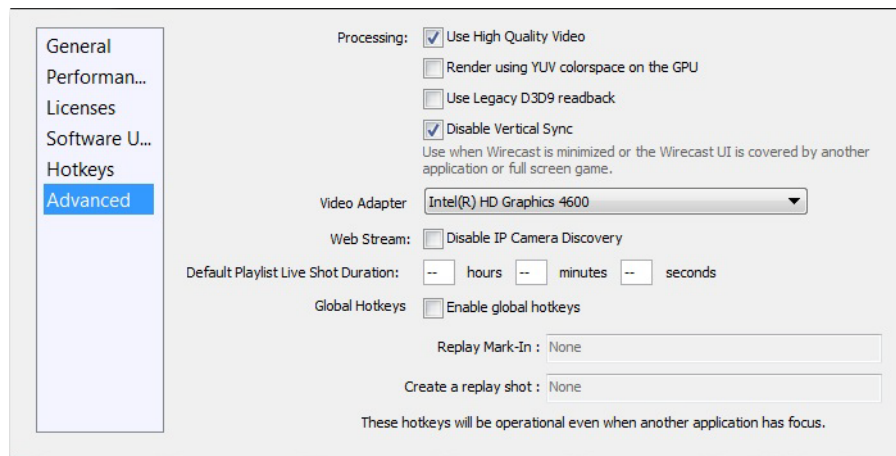 General
Performan...
Licenses
Software U...
Hotkeys
Advanced
Processing: Use High Quality Video
Render using YUV colorspace on the GPU
Use Legacy D3D9 readback
Disable Vertical Sync
Use when Wirecast is minimized or the Wirecast UI is covered by another
application or full screen game.
Video Adapter Intel(R) HD Graphics 4600
Web Stream: Disable IP Camera Discovery
Default Playlist Live Shot Duration: -- hours -- minutes -- seconds
Global Hotkeys Enable global hotkeys
Replay Mark-In : None
Create a replay shot : None
These hotkeys will be operational even when another application has focus.